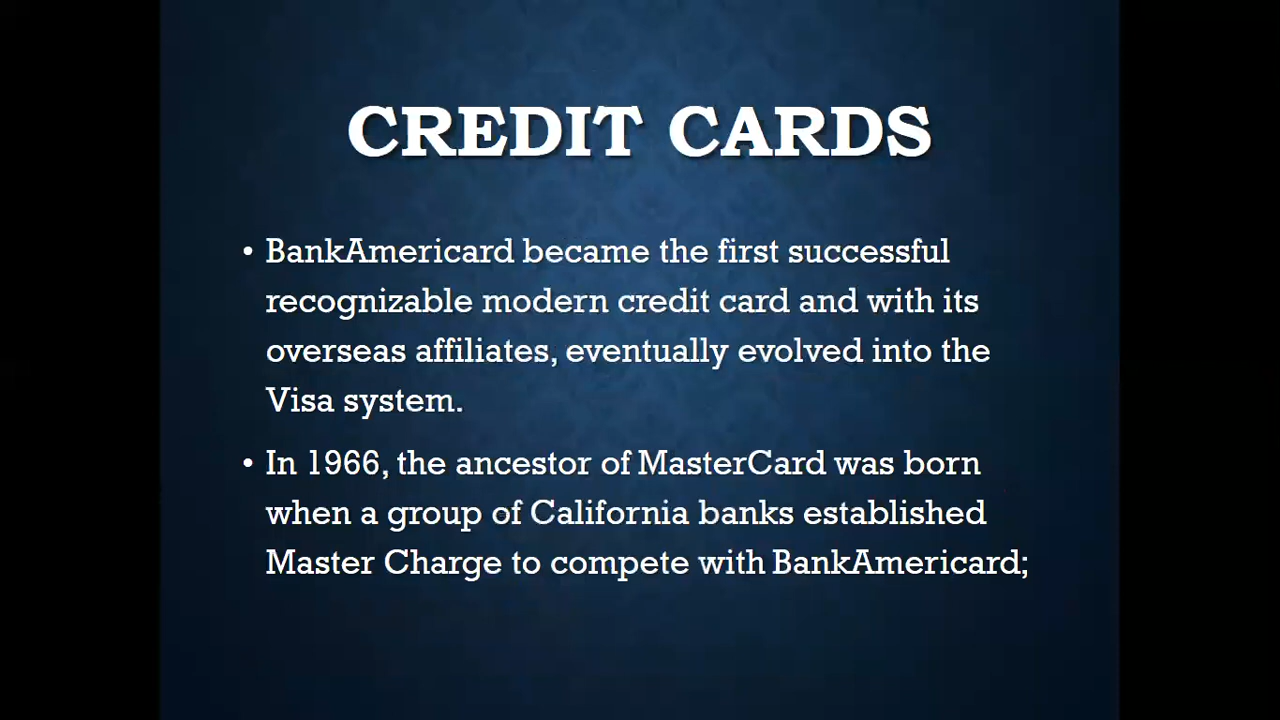 CREDIT CARDS
• BankAmericard became the first successful
recognizable modern credit card and with its
overseas affiliates, eventually evolved into the
Visa system.
• In 1966, the ancestor of MasterCard was born
when a group of California banks established
Master Charge to compete with BankAmericard;